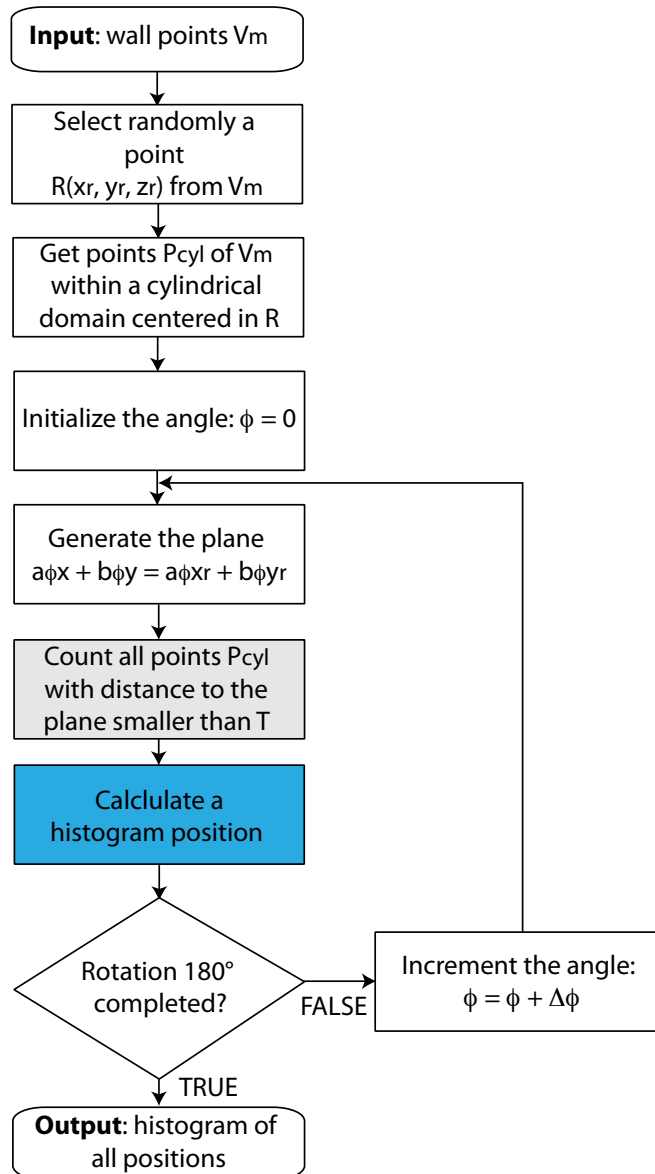 Input: wall points Vm
Select randomly a
point
R(xr, yr, zr) from Vm
Get points Pcyl of Vm
within a cylindrical
domain centered in R
Initialize the angle: ϕ = 0
Generate the plane
aϕx + bϕy = aϕxr + bϕyr
Count all points Pcyl
with distance to the
plane smaller than T
Calclulate a
histogram position
Rotation 180°
completed?
FALSE
Increment the angle:
ϕ = ϕ + Δϕ
TRUE
Output: histogram of
all positions